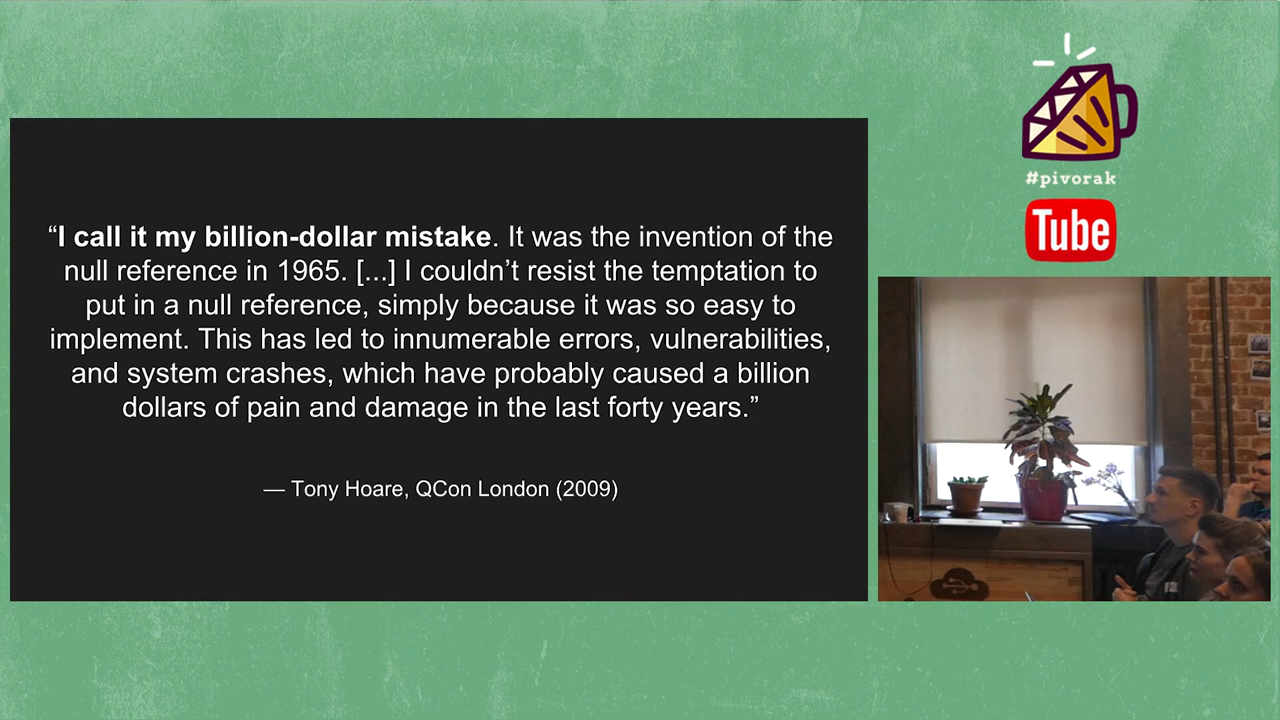 “I call it my billion-dollar mistake. It was the invention of the
null reference in 1965. [...] I couldn’t resist the temptation to
put in a null reference, simply because it was so easy to
implement. This has led to innumerable errors, vulnerabilities,
and system crashes, which have probably caused a billion
dollars of pain and damage in the last forty years.”
— Tony Hoare, QCon London (2009)
#pivorak
Tube